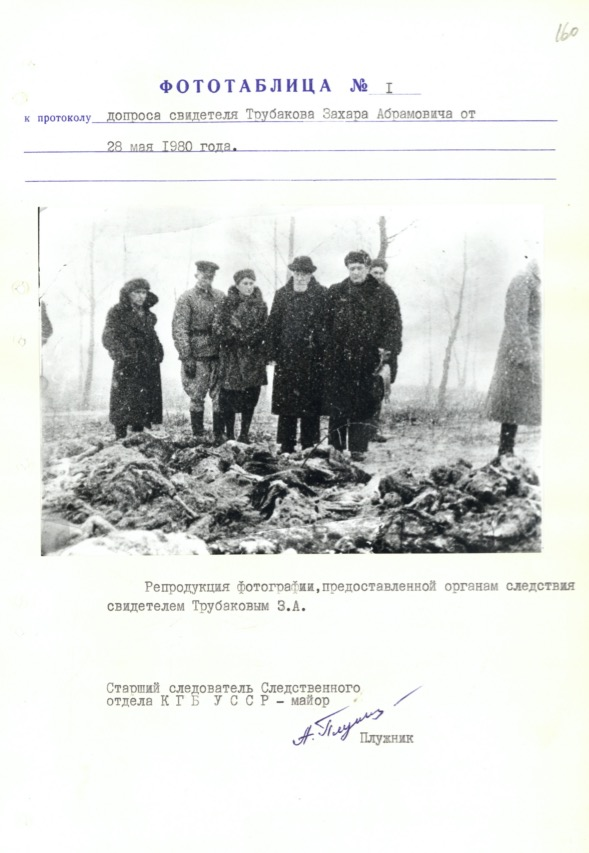 160
ФОТОТАБЛИЦА № I
к протоколу допроса свидетеля Трубакова Захара Абрамовича от
28 мая 1980 года.
Репродукция фотографии,предоставленной органам следствия
свидетелем Трубаковым З.А.
Старший следователь Следственного
отдела К Г Б У С С Р - майор
А. Плужник
Плужник